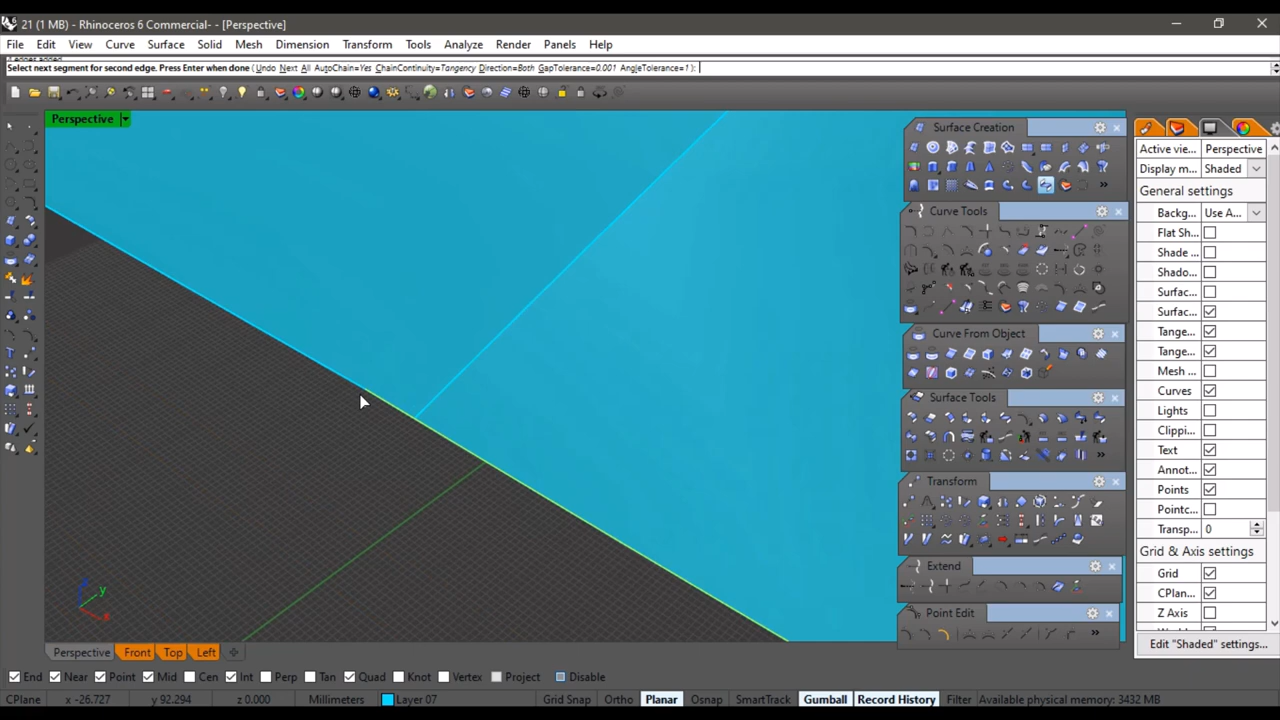 21 (1 MB) - Rhinoceros 6 Commercial- - [Perspective]
File Edit View Curve Surface Solid Mesh Dimension Transform Tools Analyze Render Panels Help
Select next segment for second edge. Press Enter when done ( Undo Next All AutoChain=Yes ChainContinuity=Tangency Direction=Both GapTolerance=0.001 AngleTolerance=1 ):
Perspective
Surface Creation
Curve Tools
Curve From Object
Surface Tools
Transform
Extend
Point Edit
Active vie... Perspective
Display m... Shaded
General settings
Backg... Use A...
Flat Sh...
Shade ...
Shado...
Surfac...
Surfac...
Tange...
Tange...
Mesh ...
Curves
Lights
Clippi...
Text
Annot...
Points
Pointc...
Transp... 0
Grid & Axis settings
Grid
CPlan...
Z Axis
Edit "Shaded" settings...
z y x
Perspective Front Top Left
End Near Point Mid Cen Int Perp Tan Quad Knot Vertex Project Disable
CPlane x -26.727 y 92.294 z 0.000 Millimeters Layer 07 Grid Snap Ortho Planar Osnap SmartTrack Gumball Record History Filter Available physical memory: 3432 MB